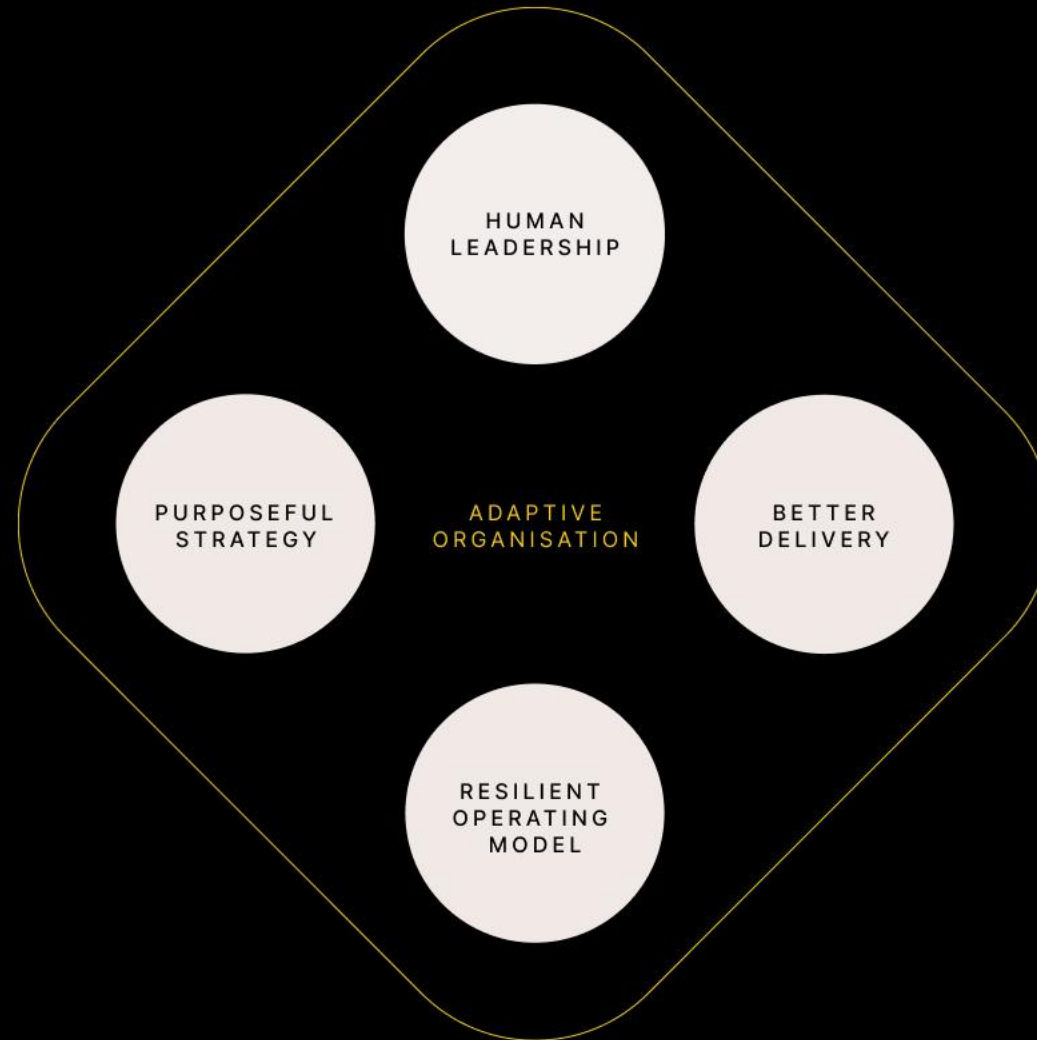 HUMAN
LEADERSHIP
PURPOSEFUL
STRATEGY
ADAPTIVE
ORGANISATION
BETTER
DELIVERY
RESILIENT
OPERATING
MODEL